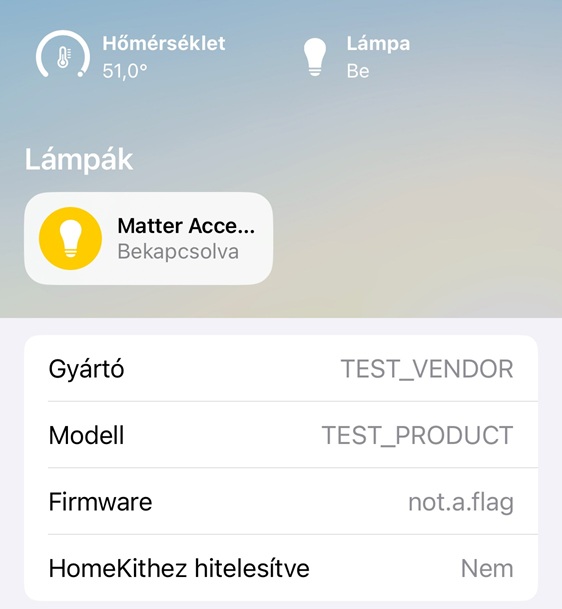 Hőmérséklet
51,0°
Lámpa
Be
Lámpák
Matter Acce...
Bekapcsolva
Gyártó TEST_VENDOR
Modell TEST_PRODUCT
Firmware not.a.flag
HomeKithez hitelesítve Nem